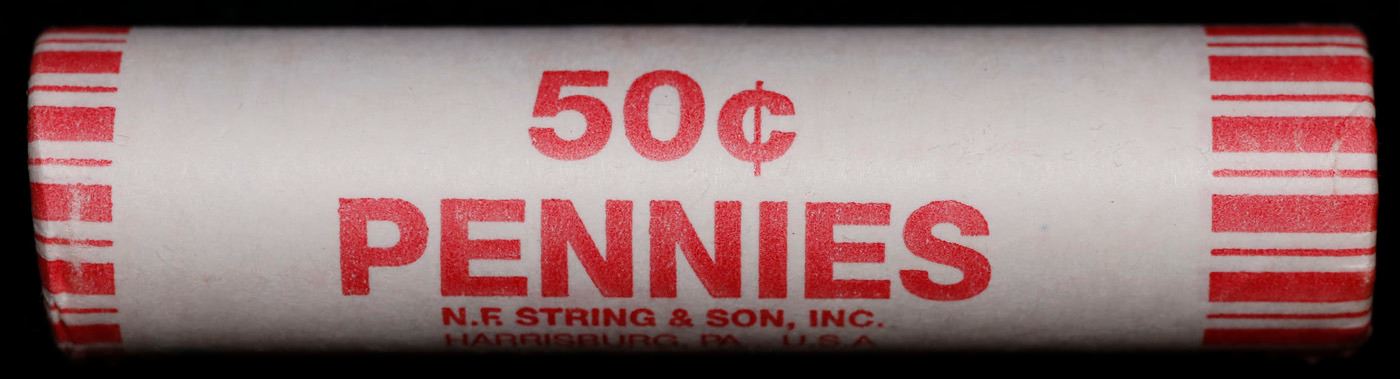 50¢
PENNIES
N.F. STRING & SON, INC.
HARRISBURG, PA. U.S.A.